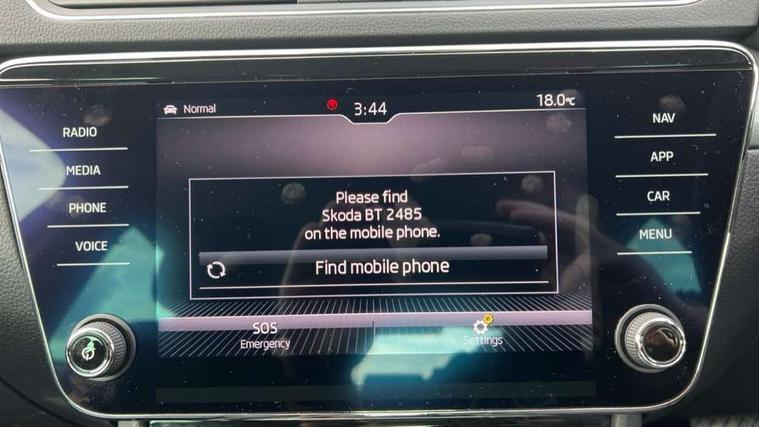 Normal
3:44
18.0°C
RADIO
MEDIA
PHONE
VOICE
NAV
APP
CAR
MENU
Please find
Skoda BT 2485
on the mobile phone.
Find mobile phone
SOS
Emergency
Settings